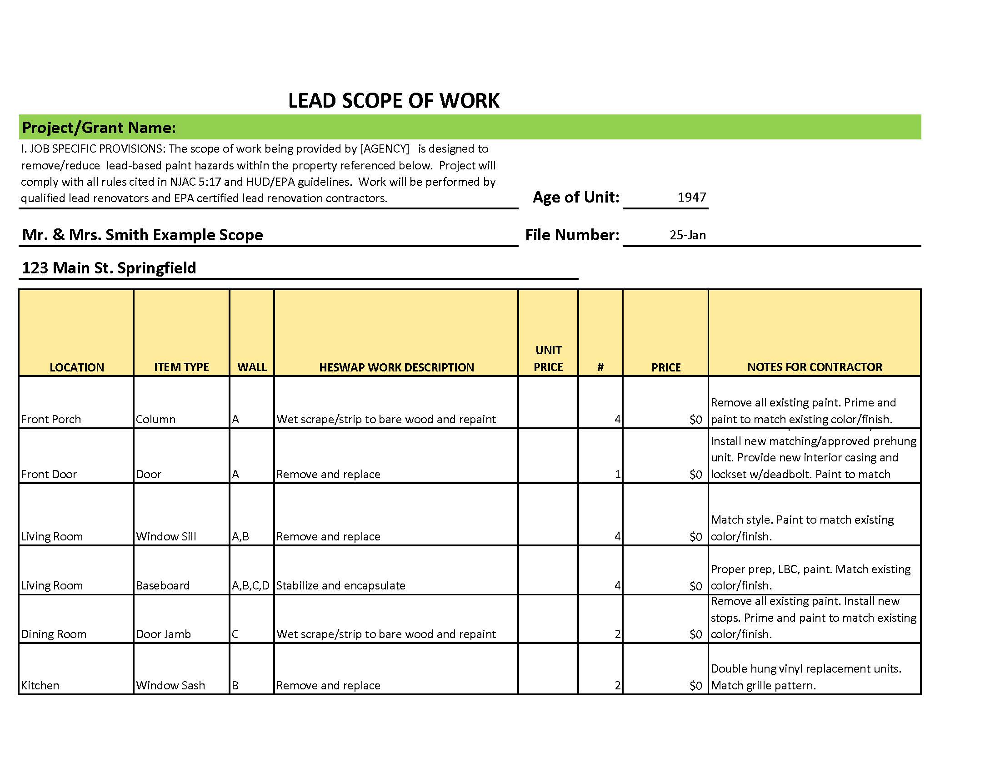 LEAD SCOPE OF WORK
Project/Grant Name:
I. JOB SPECIFIC PROVISIONS: The scope of work being provided by [AGENCY]   is designed to
remove/reduce  lead-based paint hazards within the property referenced below.  Project will
comply with all rules cited in NJAC 5:17 and HUD/EPA guidelines.  Work will be performed by
qualified lead renovators and EPA certified lead renovation contractors.
Age of Unit: 1947
Mr. & Mrs. Smith Example Scope
File Number: 25-Jan
123 Main St. Springfield
LOCATION
ITEM TYPE
WALL
HESWAP WORK DESCRIPTION
UNIT
PRICE
#
PRICE
NOTES FOR CONTRACTOR
Front Porch
Column
A
Wet scrape/strip to bare wood and repaint
4
$0
Remove all existing paint. Prime and
paint to match existing color/finish.
Front Door
Door
A
Remove and replace
1
$0
Install new matching/approved prehung
unit. Provide new interior casing and
lockset w/deadbolt. Paint to match
Living Room
Window Sill
A,B
Remove and replace
4
$0
Match style. Paint to match existing
color/finish.
Living Room
Baseboard
A,B,C,D
Stabilize and encapsulate
4
$0
Proper prep, LBC, paint. Match existing
color/finish.
Dining Room
Door Jamb
C
Wet scrape/strip to bare wood and repaint
2
$0
Remove all existing paint. Install new
stops. Prime and paint to match existing
color/finish.
Kitchen
Window Sash
B
Remove and replace
2
$0
Double hung vinyl replacement units.
Match grille pattern.